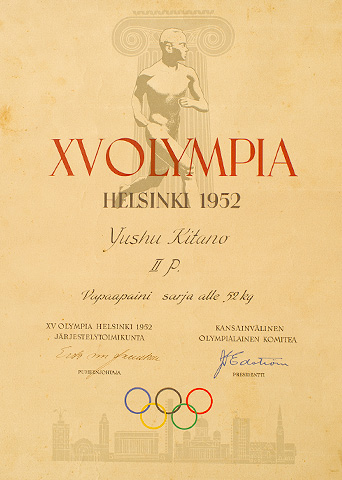 XV OLYMPIA
HELSINKI 1952
Yushu Kitano
II P.
Vapaapaini sarja alle 52 kg
XV OLYMPIA HELSINKI 1952
JÄRJESTELYTOIMIKUNTA
PUHEENJOHTAJA
KANSAINVÄLINEN
OLYMPIALAINEN KOMITEA
J S Edström
PRESIDENTTI